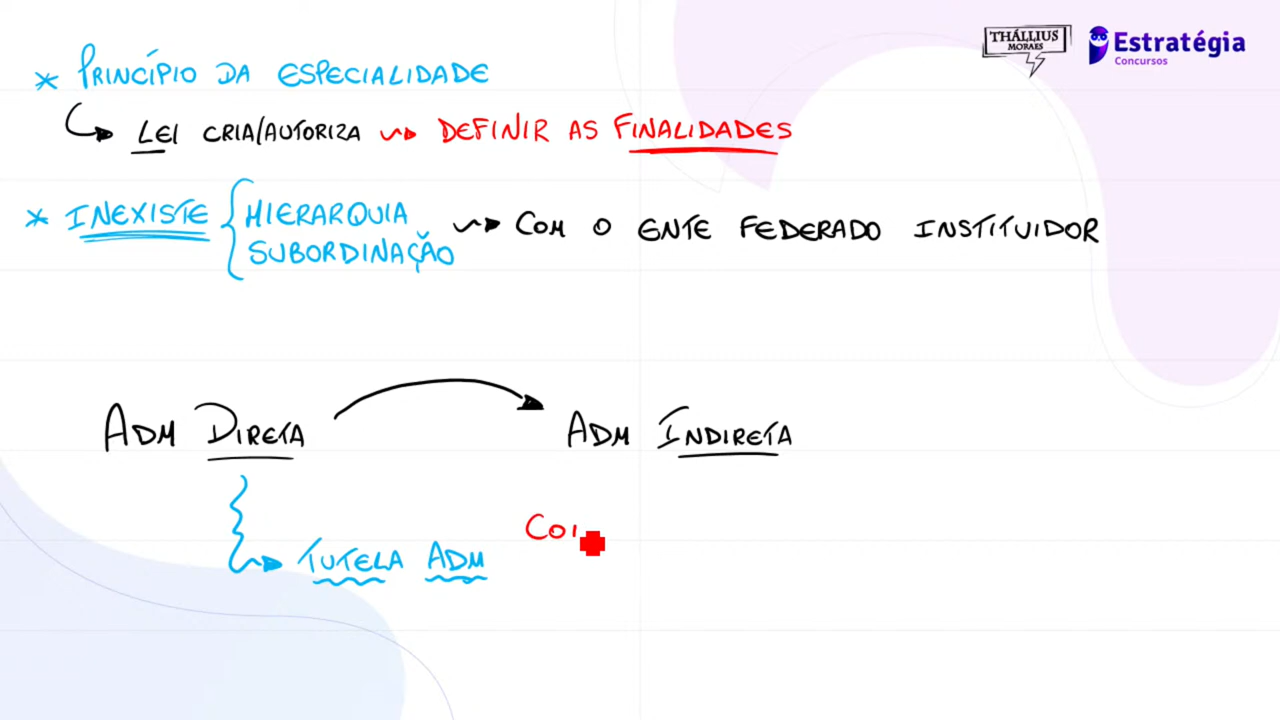 THÁLLIUS MORAES
Estratégia Concursos
* PRINCÍPIO DA ESPECIALIDADE
LEI CRIA/AUTORIZA DEFINIR AS FINALIDADES
* INEXISTE { HIERARQUIA
SUBORDINAÇÃO
COM O ENTE FEDERADO INSTITUIDOR
ADM DIRETA
ADM INDIRETA
TUTELA ADM